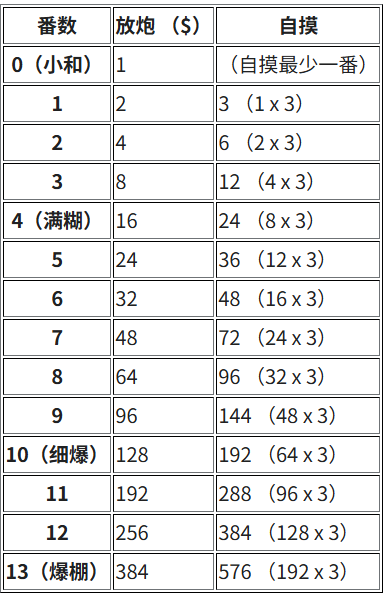 番数 放炮 （$） 自摸
0（小和） 1 （自摸最少一番）
1 2 3 （1 x 3）
2 4 6 （2 x 3）
3 8 12 （4 x 3）
4（满糊） 16 24 （8 x 3）
5 24 36 （12 x 3）
6 32 48 （16 x 3）
7 48 72 （24 x 3）
8 64 96 （32 x 3）
9 96 144 （48 x 3）
10（细爆） 128 192 （64 x 3）
11 192 288 （96 x 3）
12 256 384 （128 x 3）
13（爆棚） 384 576 （192 x 3）